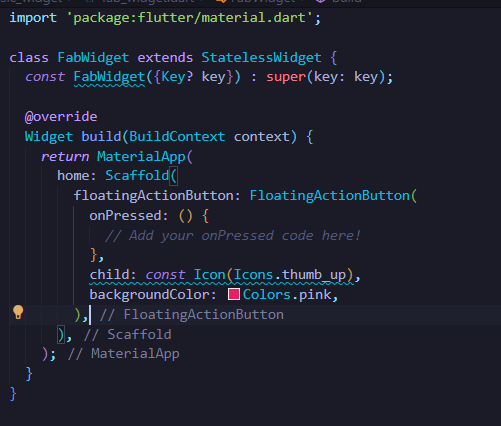 import 'package:flutter/material.dart';
class FabWidget extends StatelessWidget {
const FabWidget({Key? key}) : super(key: key);
@override
Widget build(BuildContext context) {
return MaterialApp(
home: Scaffold(
floatingActionButton: FloatingActionButton(
onPressed: () {
// Add your onPressed code here!
},
child: const Icon(Icons.thumb_up),
backgroundColor: Colors.pink,
), // FloatingActionButton
), // Scaffold
); // MaterialApp
}
}